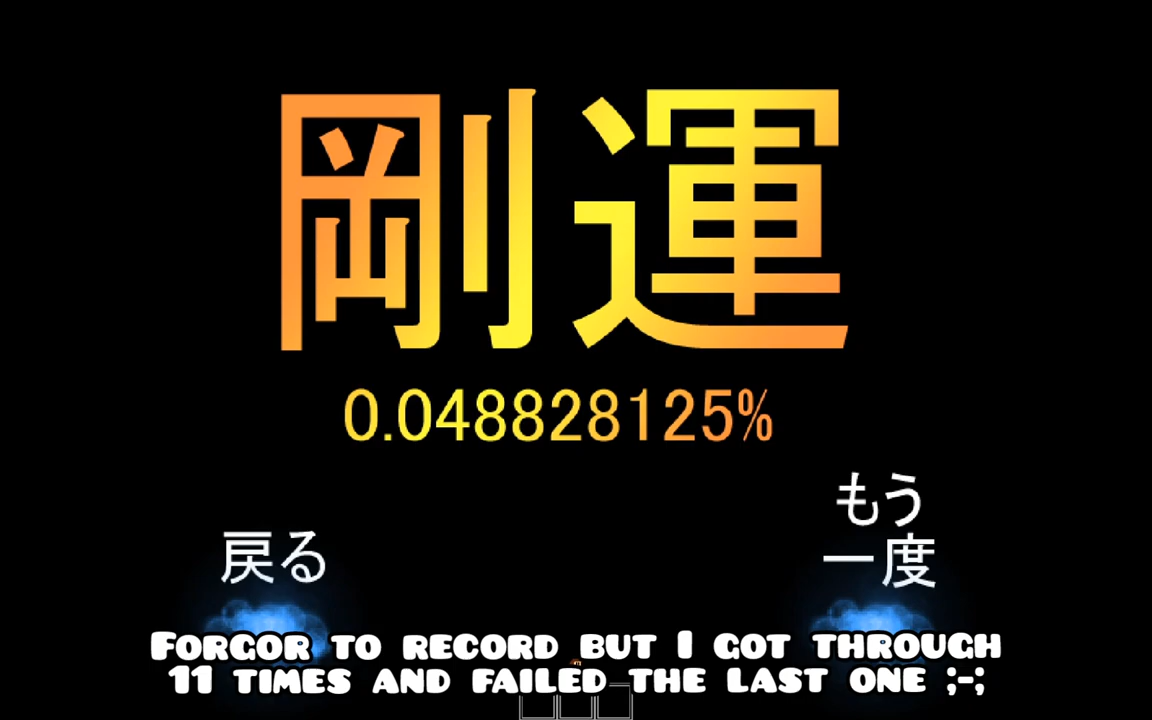 剛運
0.048828125%
もう
一度
戻る
Forgor to record but I got through
11 times and failed the last one ;-;